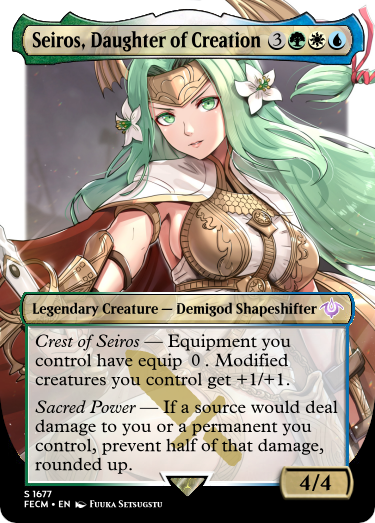 Seiros, Daughter of Creation 3
Legendary Creature — Demigod Shapeshifter
Crest of Seiros — Equipment you
control have equip 0 . Modified
creatures you control get +1/+1.
Sacred Power — If a source would deal
damage to you or a permanent you
control, prevent half of that damage,
rounded up.
4/4
S 1677
FECM • EN Fuuka Setsugstu